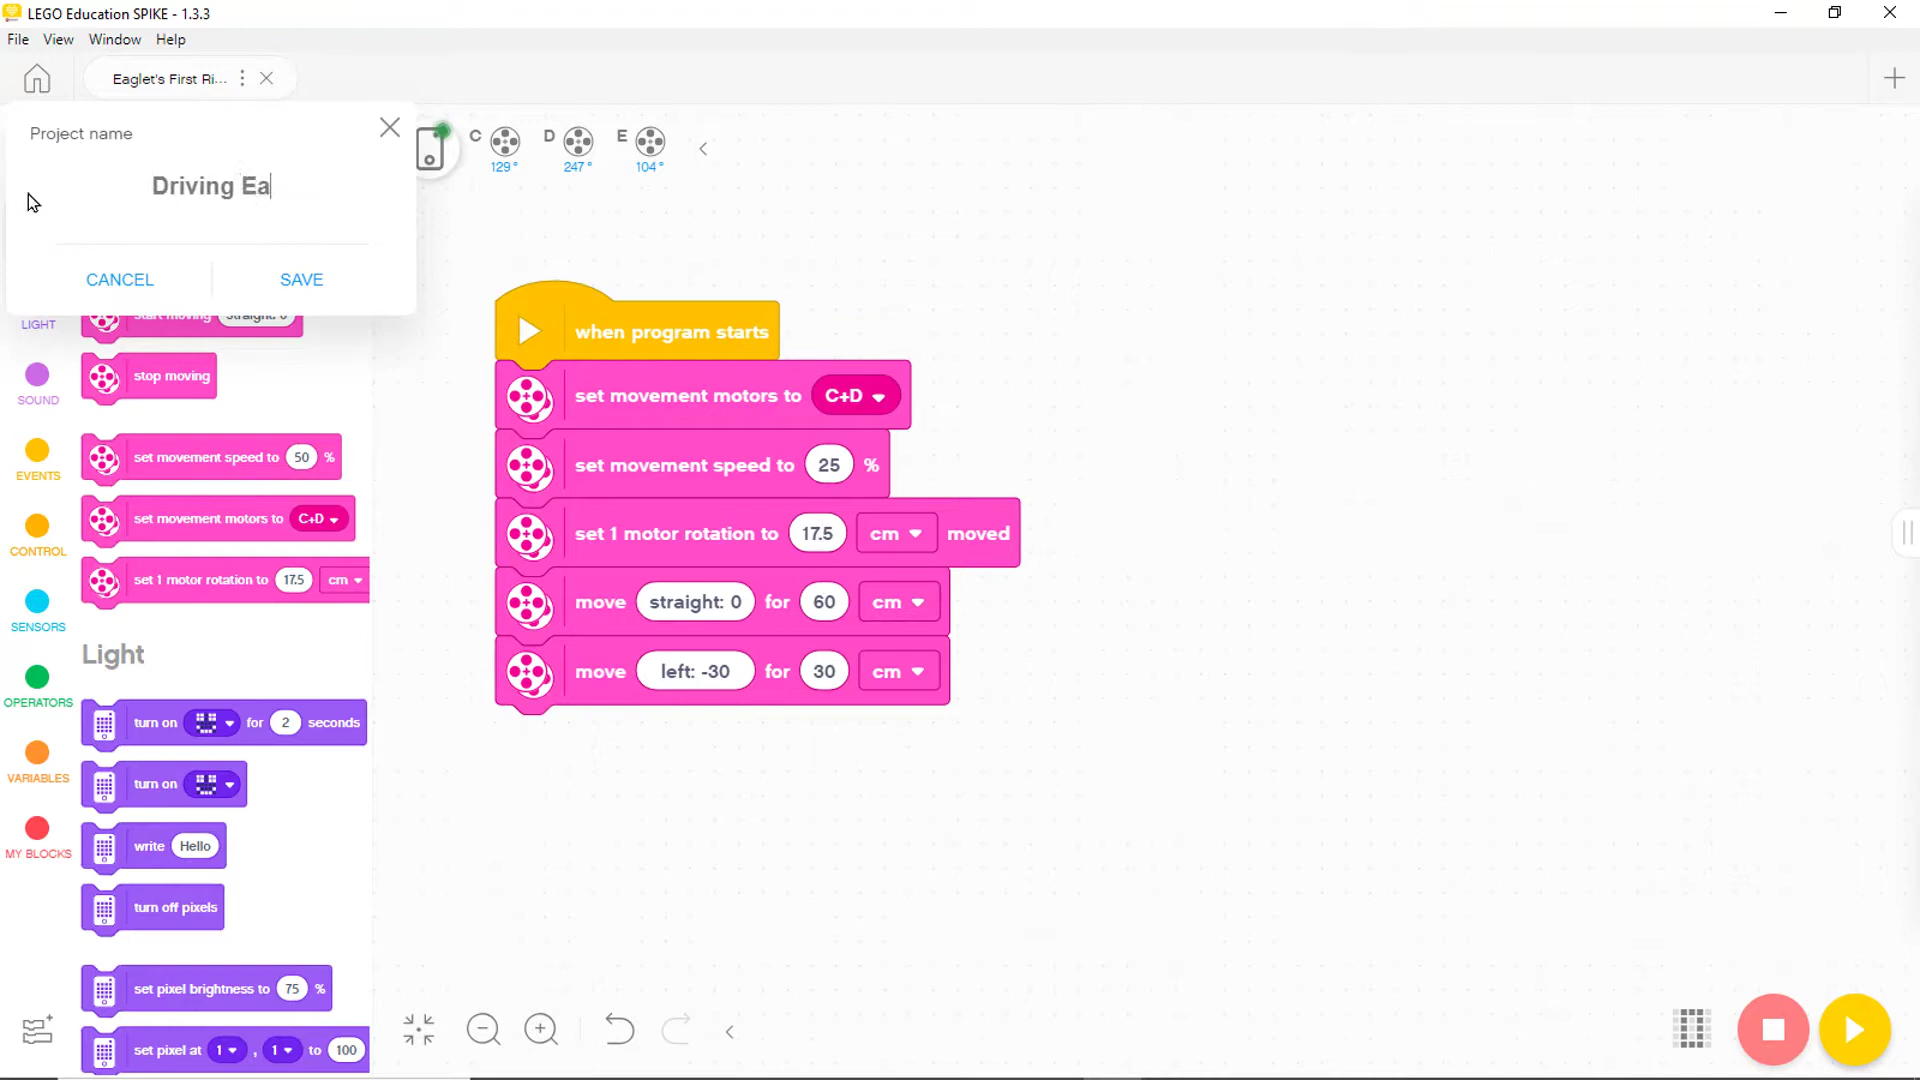 LEGO Education SPIKE - 1.3.3
File View Window Help
Eaglet's First Ri...
Project name
Driving Ea
CANCEL SAVE
C D E
129° 247° 104°
LIGHT
SOUND
EVENTS
CONTROL
SENSORS
OPERATORS
VARIABLES
MY BLOCKS
start moving straight: 0
stop moving
set movement speed to 50 %
set movement motors to C+D
set 1 motor rotation to 17.5 cm
Light
turn on for 2 seconds
turn on
write Hello
turn off pixels
set pixel brightness to 75 %
set pixel at 1 , 1 to 100
when program starts
set movement motors to C+D
set movement speed to 25 %
set 1 motor rotation to 17.5 cm moved
move straight: 0 for 60 cm
move left: -30 for 30 cm